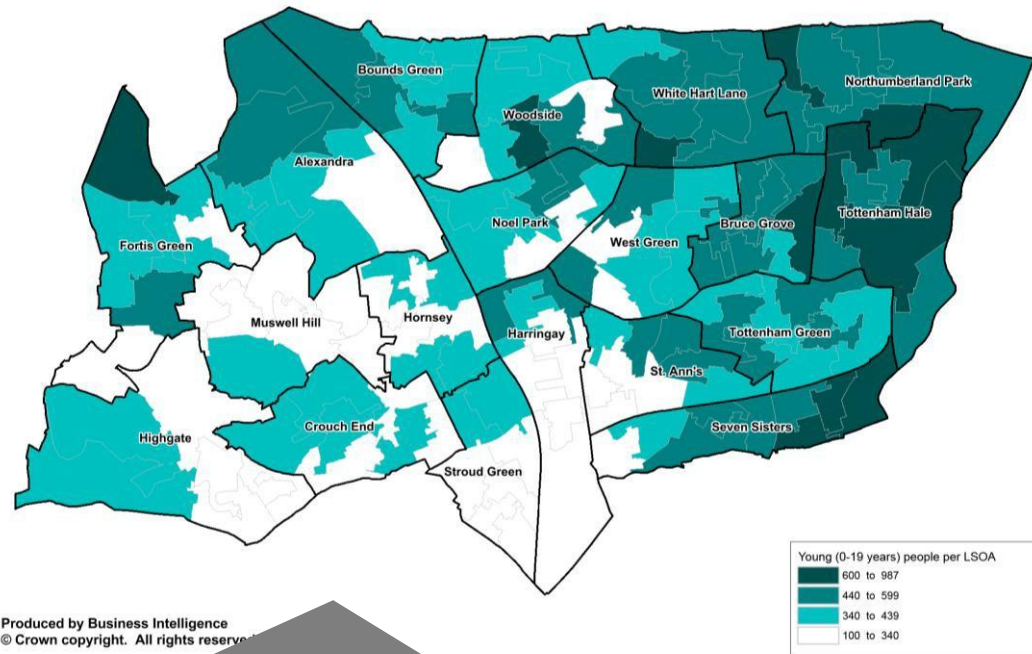 Bounds Green
White Hart Lane
Northumberland Park
Woodside
Alexandra
Noel Park
Tottenham Hale
Bruce Grove
West Green
Fortis Green
Hornsey
Muswell Hill
Harringay
Tottenham Green
St. Ann's
Crouch End
Seven Sisters
Highgate
Stroud Green
Young (0-19 years) people per LSOA
600 to 987
440 to 599
340 to 439
100 to 340
Produced by Business Intelligence
© Crown copyright. All rights